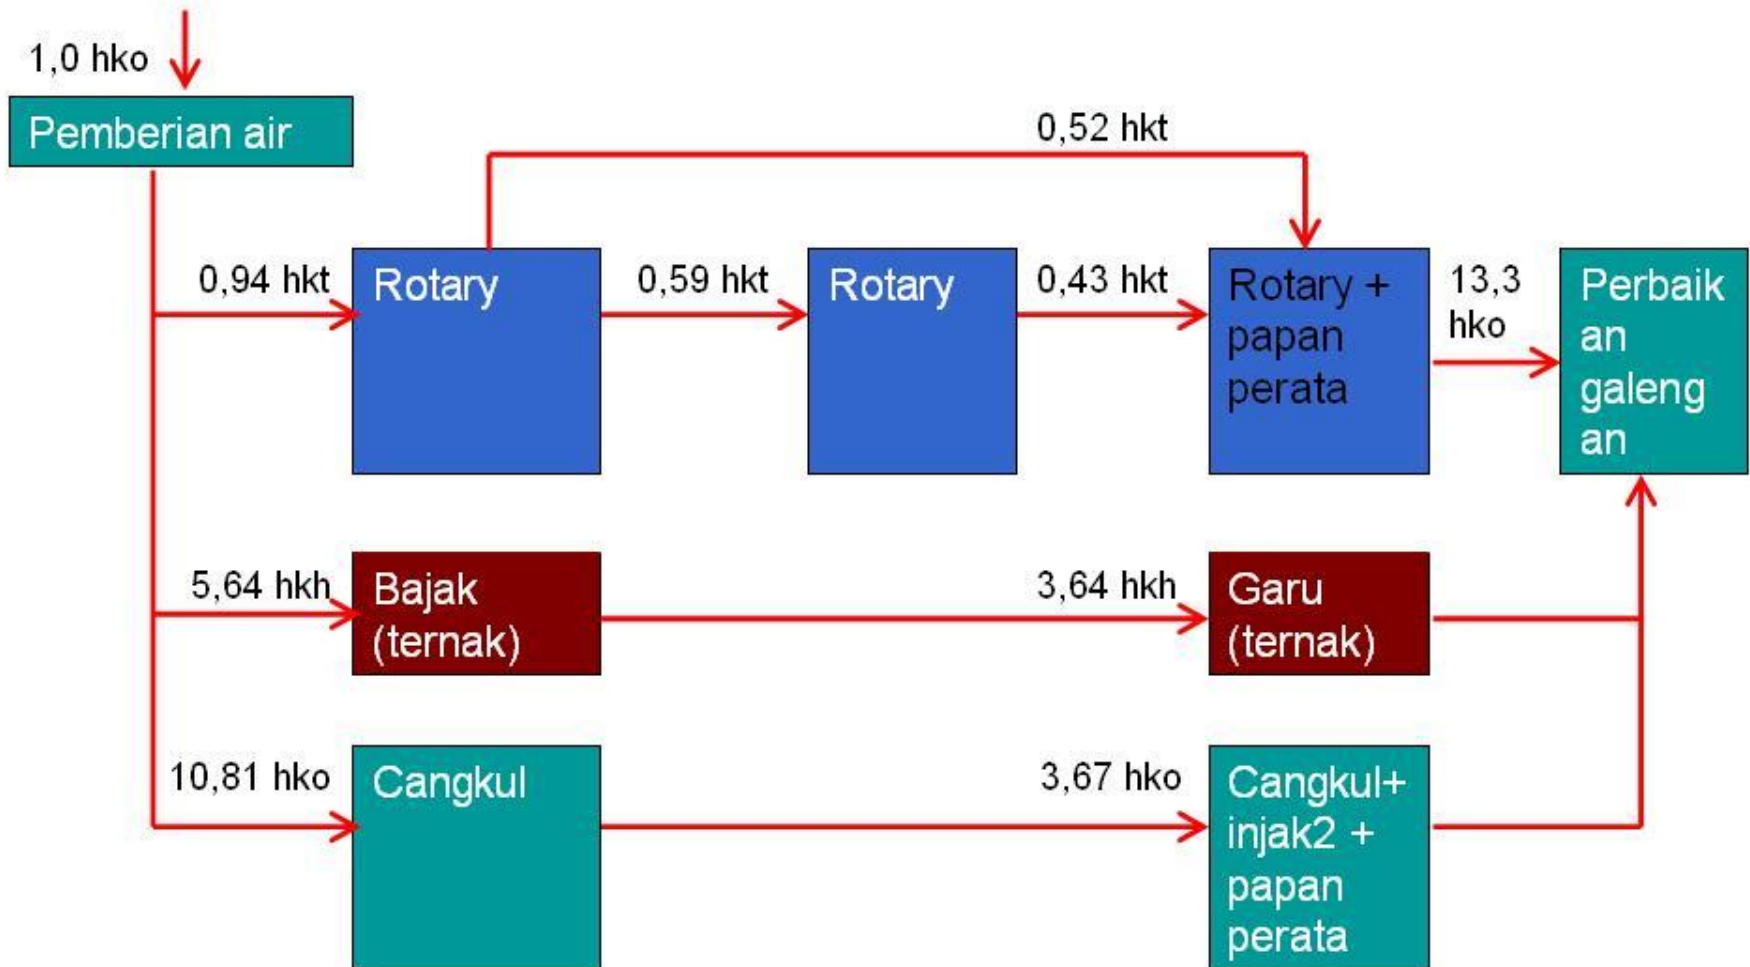 1,0 hko
Pemberian air
0,52 hkt
0,94 hkt
Rotary
0,59 hkt
Rotary
0,43 hkt
Rotary +
papan
perata
13,3
hko
Perbaik
an
galeng
an
5,64 hkh
Bajak
(ternak)
3,64 hkh
Garu
(ternak)
10,81 hko
Cangkul
3,67 hko
Cangkul+
injak2 +
papan
perata